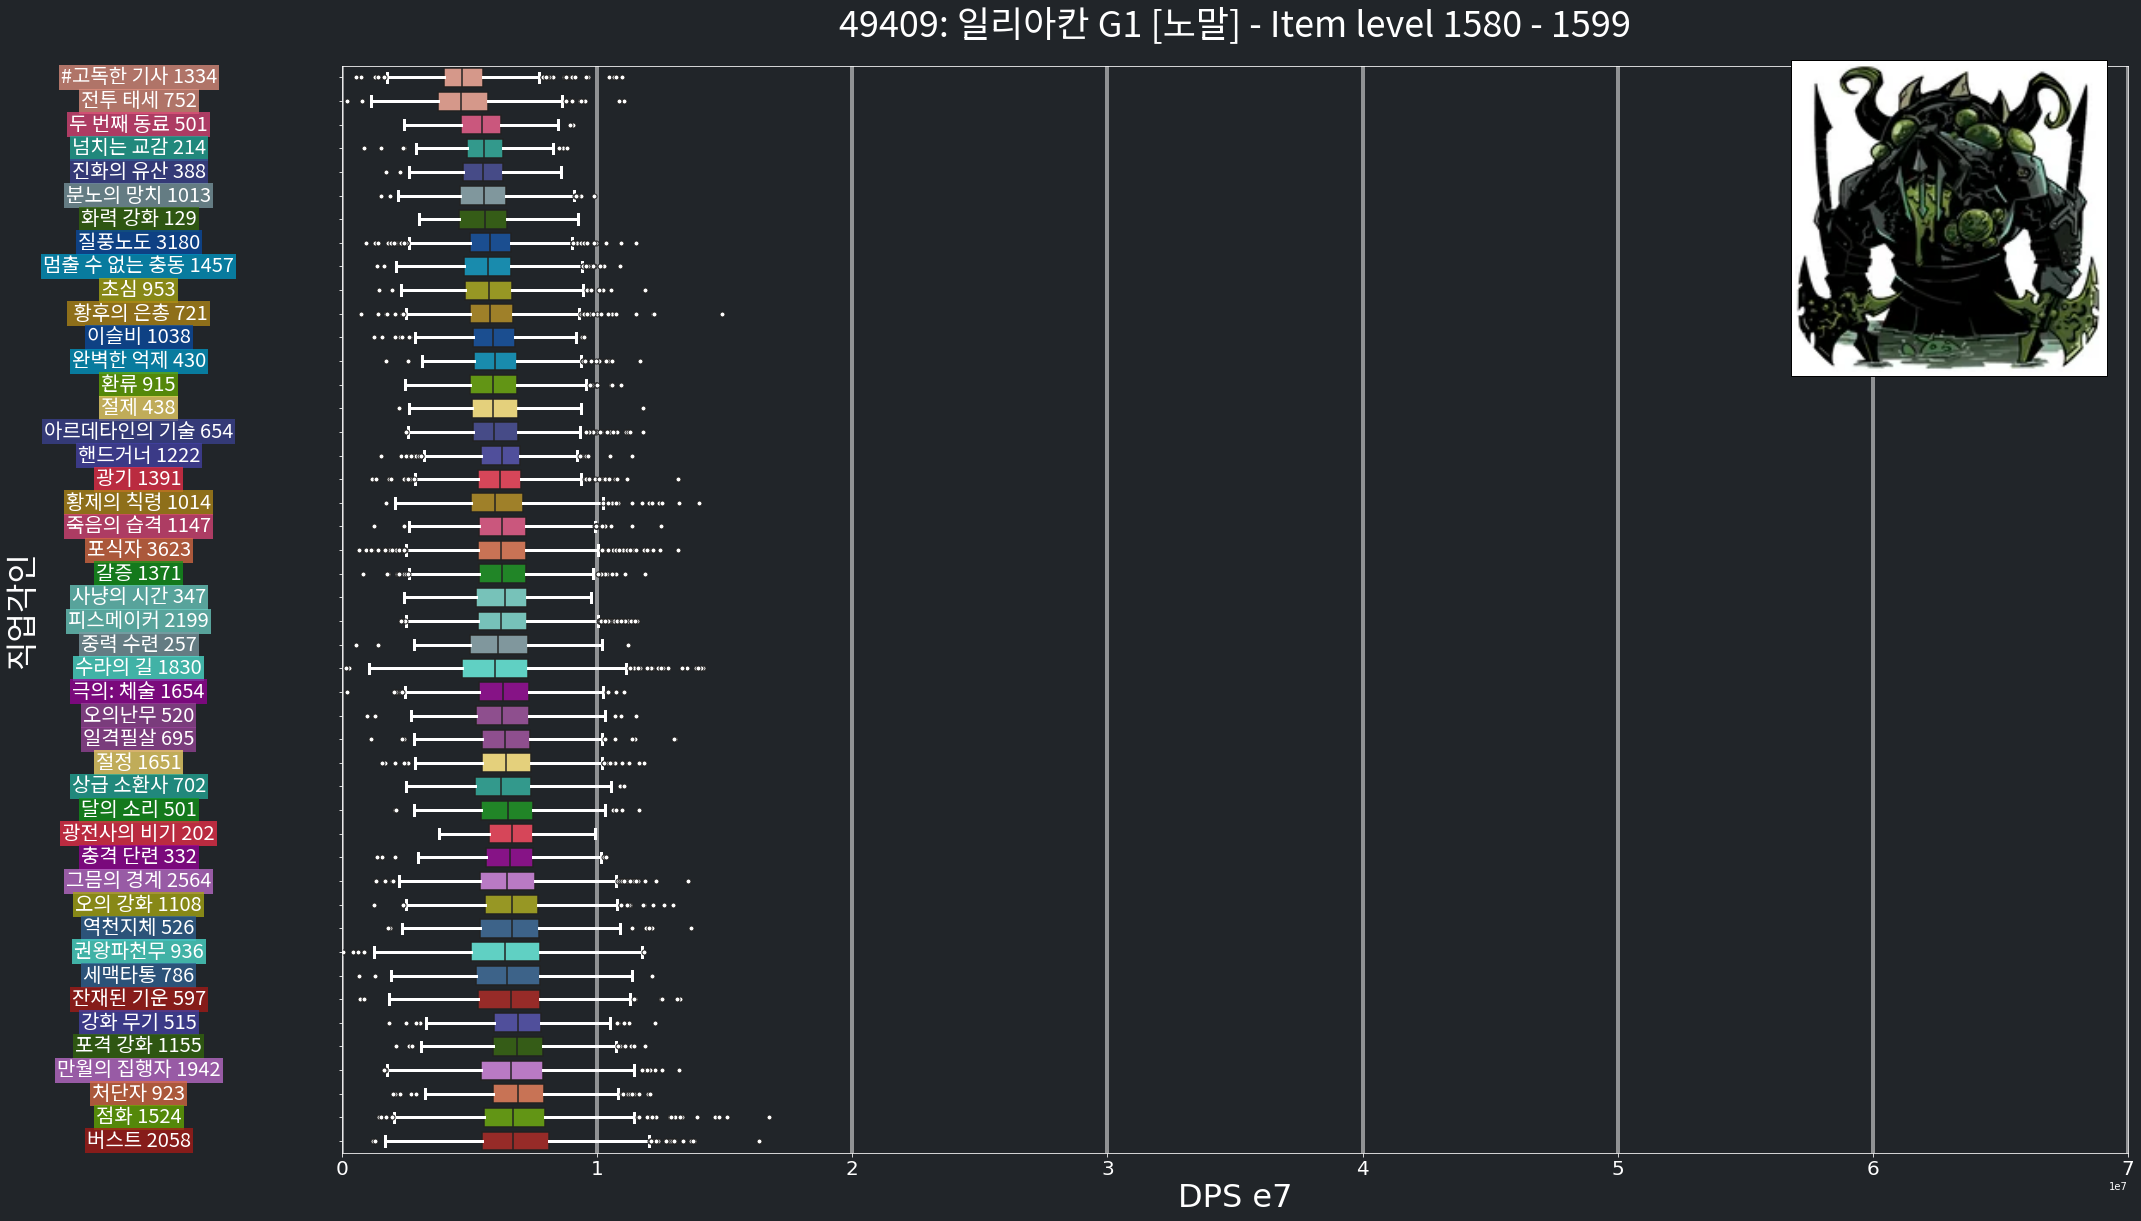 49409: 일리아칸 G1 [노말] - Item level 1580 - 1599
직업각인
#고독한 기사 1334
전투 태세 752
두 번째 동료 501
넘치는 교감 214
진화의 유산 388
분노의 망치 1013
화력 강화 129
질풍노도 3180
멈출 수 없는 충동 1457
초심 953
황후의 은총 721
이슬비 1038
완벽한 억제 430
환류 915
절제 438
아르데타인의 기술 654
핸드거너 1222
광기 1391
황제의 칙령 1014
죽음의 습격 1147
포식자 3623
갈증 1371
사냥의 시간 347
피스메이커 2199
중력 수련 257
수라의 길 1830
극의: 체술 1654
오의난무 520
일격필살 695
절정 1651
상급 소환사 702
달의 소리 501
광전사의 비기 202
충격 단련 332
그믐의 경계 2564
오의 강화 1108
역천지체 526
권왕파천무 936
세맥타통 786
잔재된 기운 597
강화 무기 515
포격 강화 1155
만월의 집행자 1942
처단자 923
점화 1524
버스트 2058
0 1 2 3 4 5 6 7
1e7
DPS e7